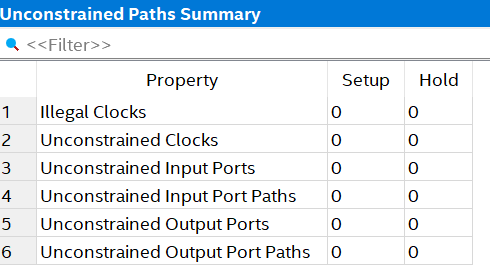 Unconstrained Paths Summary
<<Filter>>
Property Setup Hold
1 Illegal Clocks 0 0
2 Unconstrained Clocks 0 0
3 Unconstrained Input Ports 0 0
4 Unconstrained Input Port Paths 0 0
5 Unconstrained Output Ports 0 0
6 Unconstrained Output Port Paths 0 0